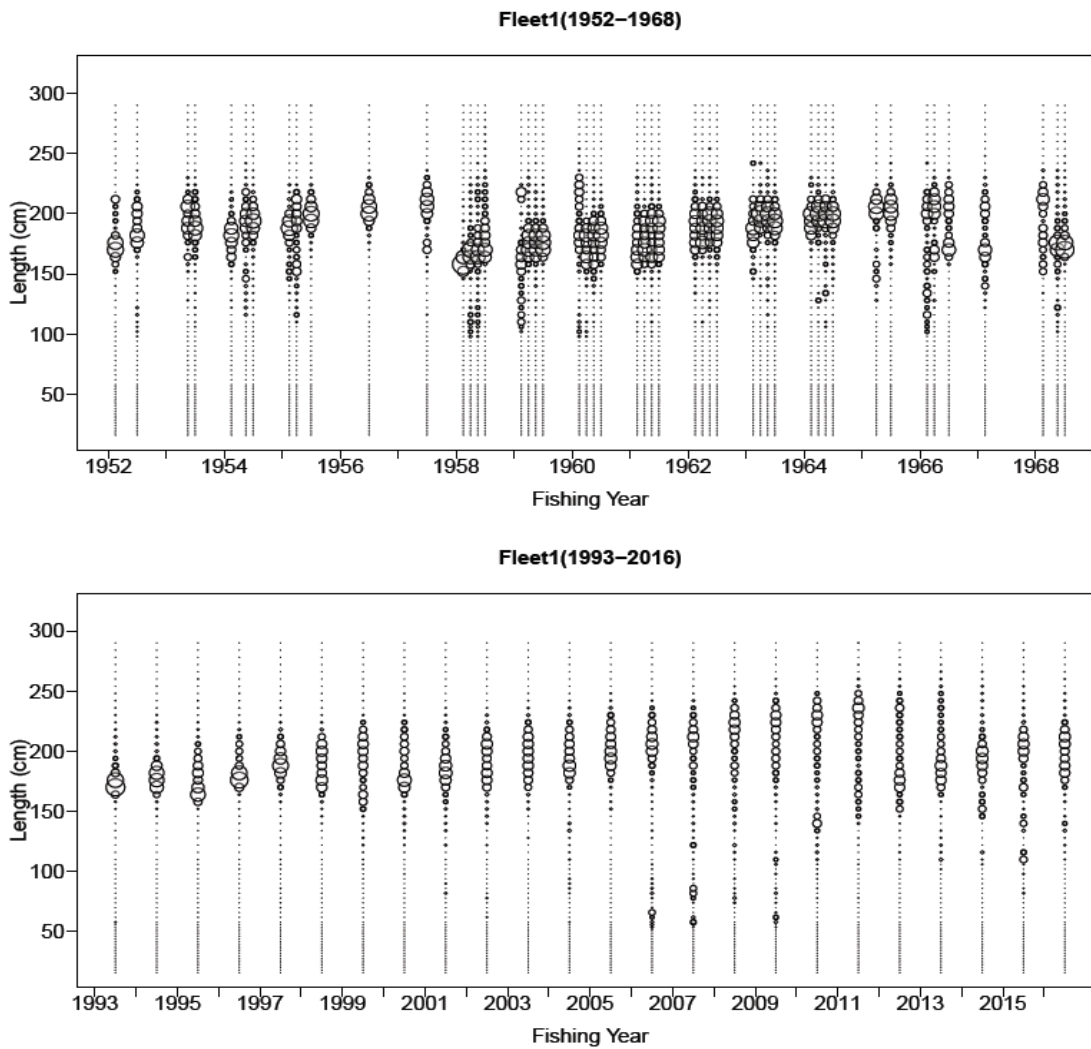 Fleet1(1952−1968)
300
250
200
150
100
50
Length (cm)
1952 1954 1956 1958 1960 1962 1964 1966 1968
Fishing Year
Fleet1(1993−2016)
300
250
200
150
100
50
Length (cm)
1993 1995 1997 1999 2001 2003 2005 2007 2009 2011 2013 2015
Fishing Year